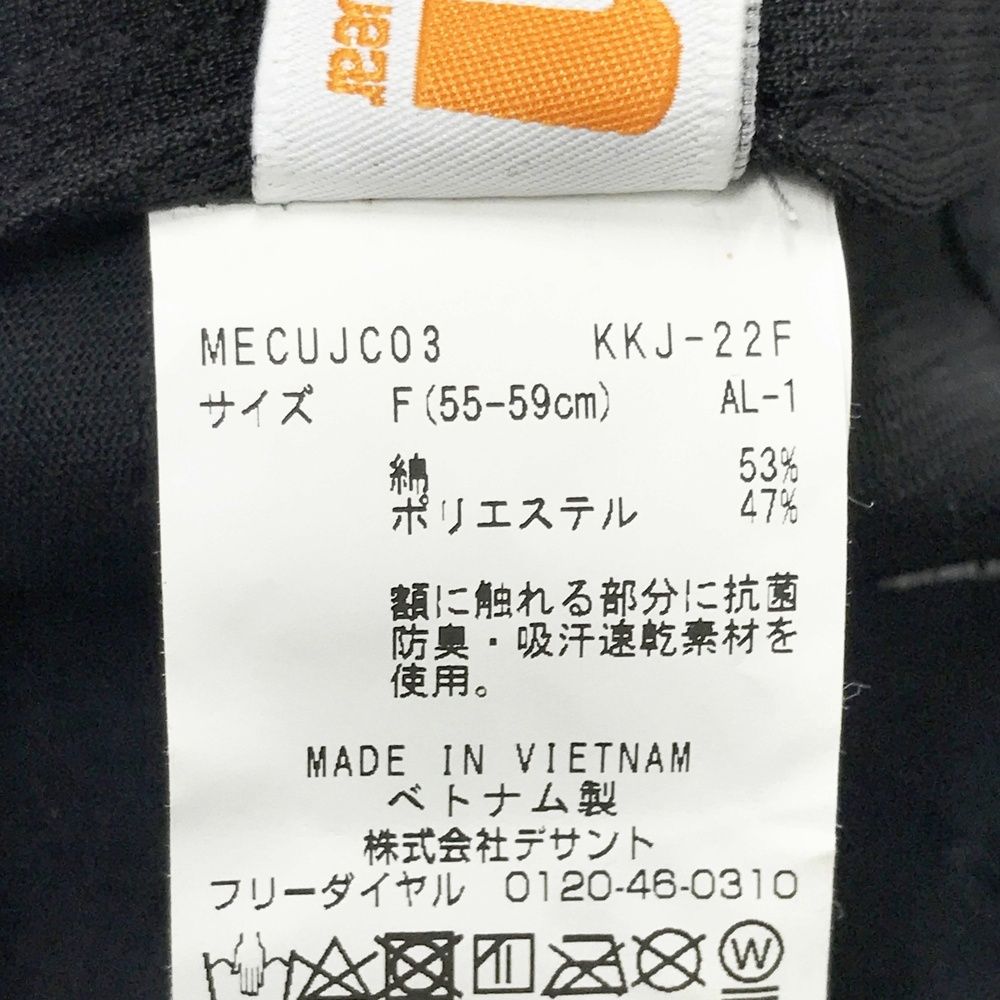 wear
MECUJC03 KKJ-22F
サイズ F(55-59cm) AL-1
綿 53%
ポリエステル 47%
額に触れる部分に抗菌
防臭・吸汗速乾素材を
使用。
MADE IN VIETNAM
ベトナム製
株式会社デサント
フリーダイヤル 0120-46-0310
W